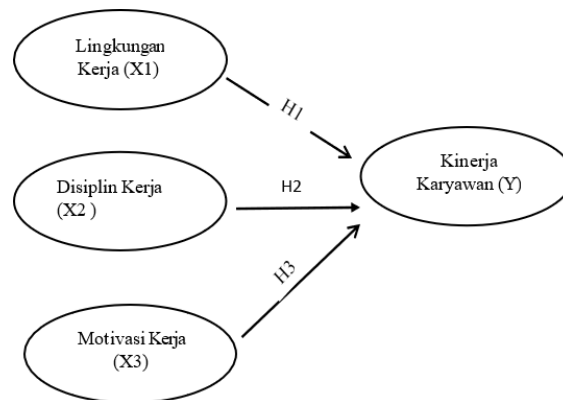 Lingkungan
Kerja (X1)
H1
Kinerja
Karyawan (Y)
Disiplin Kerja
(X2 )
H2
H3
Motivasi Kerja
(X3)